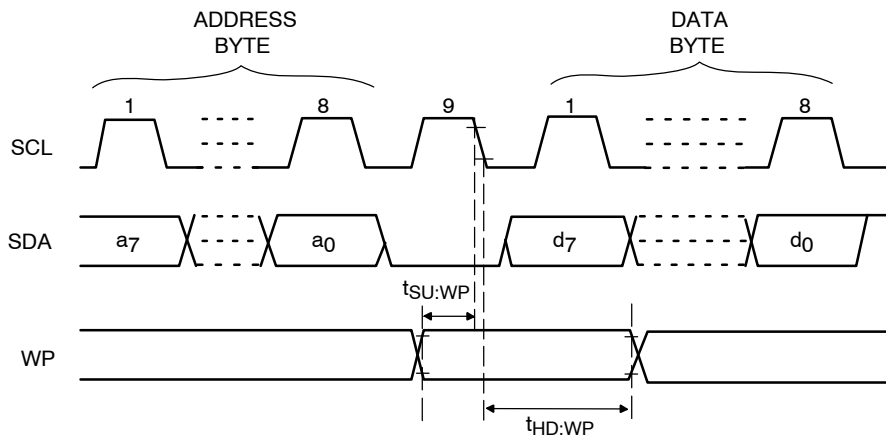 ADDRESS
BYTE
DATA
BYTE
1
8
9
1
8
SCL
SDA
a7
a0
d7
d0
tSU:WP
WP
tHD:WP